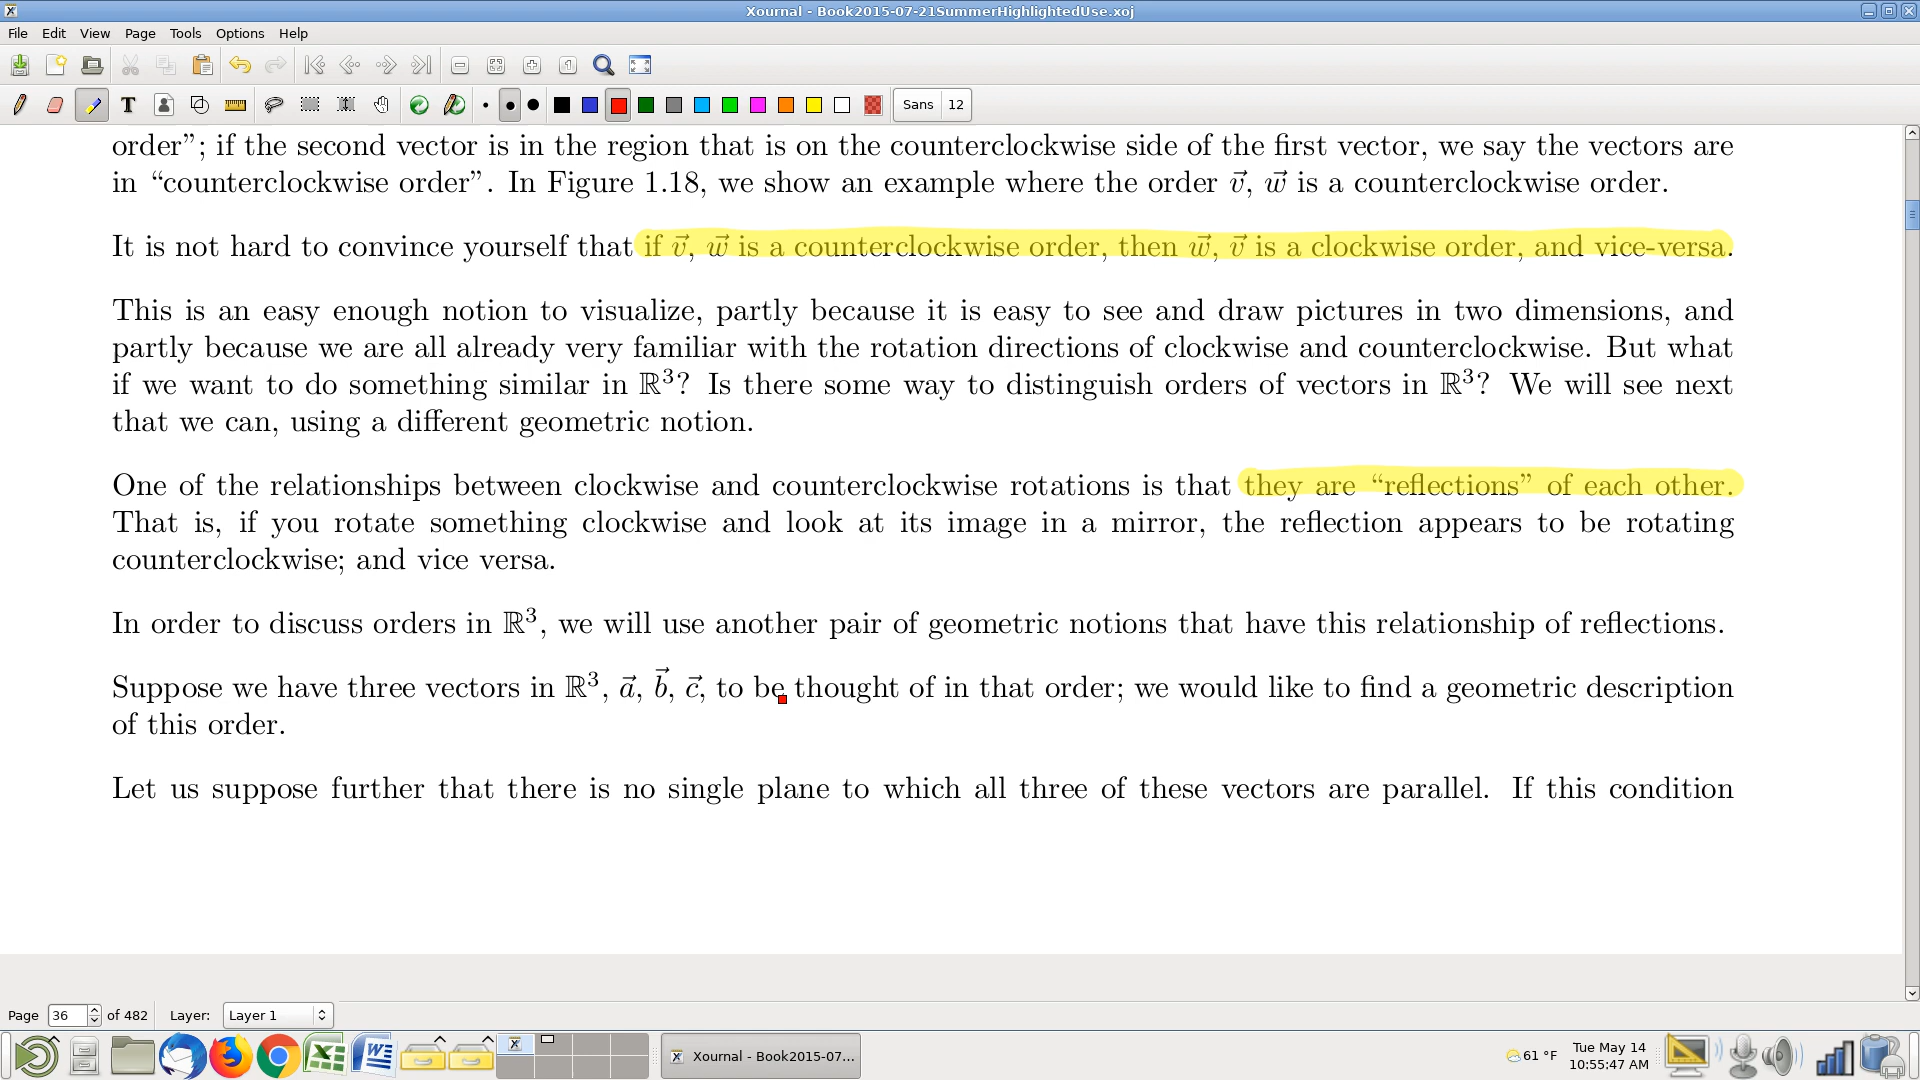 Xournal - Book2015-07-21SummerHighlightedUse.xoj
File Edit View Page Tools Options Help
Sans 12
order”; if the second vector is in the region that is on the counterclockwise side of the first vector, we say the vectors are
in “counterclockwise order”. In Figure 1.18, we show an example where the order v⃗, w⃗ is a counterclockwise order.
It is not hard to convince yourself that if v⃗, w⃗ is a counterclockwise order, then w⃗, v⃗ is a clockwise order, and vice-versa.
This is an easy enough notion to visualize, partly because it is easy to see and draw pictures in two dimensions, and
partly because we are all already very familiar with the rotation directions of clockwise and counterclockwise. But what
if we want to do something similar in ℝ³? Is there some way to distinguish orders of vectors in ℝ³? We will see next
that we can, using a different geometric notion.
One of the relationships between clockwise and counterclockwise rotations is that they are “reflections” of each other.
That is, if you rotate something clockwise and look at its image in a mirror, the reflection appears to be rotating
counterclockwise; and vice versa.
In order to discuss orders in ℝ³, we will use another pair of geometric notions that have this relationship of reflections.
Suppose we have three vectors in ℝ³, a⃗, b⃗, c⃗, to be thought of in that order; we would like to find a geometric description
of this order.
Let us suppose further that there is no single plane to which all three of these vectors are parallel. If this condition
Page 36 of 482 Layer: Layer 1
Xournal - Book2015-07...
61 °F
Tue May 14
10:55:47 AM